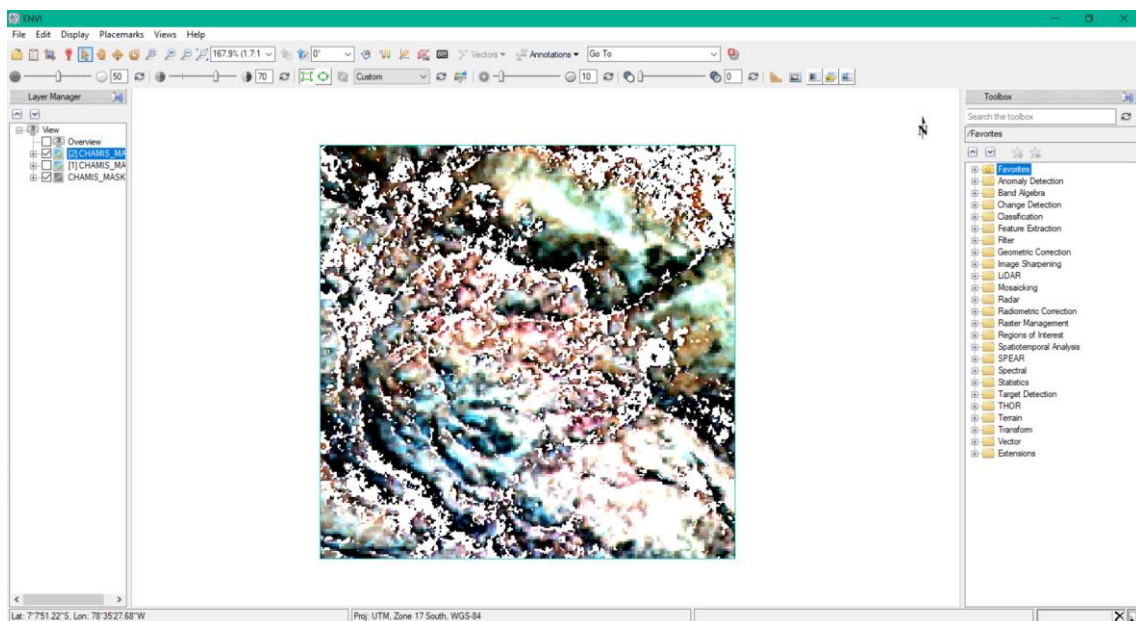 ENVI
File Edit Display Placemarks Views Help
167.9% (1.7:1 0° Vectors Annotations Go To
50 70 Custom 10 0
Layer Manager
View
Overview
[2] CHAMIS_MA
[1] CHAMIS_MA
CHAMIS_MASK
N
Toolbox
Search the toolbox
/Favorites
Favorites
Anomaly Detection
Band Algebra
Change Detection
Classification
Feature Extraction
Filter
Geometric Correction
Image Sharpening
LiDAR
Mosaicking
Radar
Radiometric Correction
Raster Management
Regions of Interest
Spatiotemporal Analysis
SPEAR
Spectral
Statistics
Target Detection
THOR
Terrain
Transform
Vector
Extensions
Lat: 7°7'51.22"S, Lon: 78°35'27.68"W Proj: UTM, Zone 17 South, WGS-84